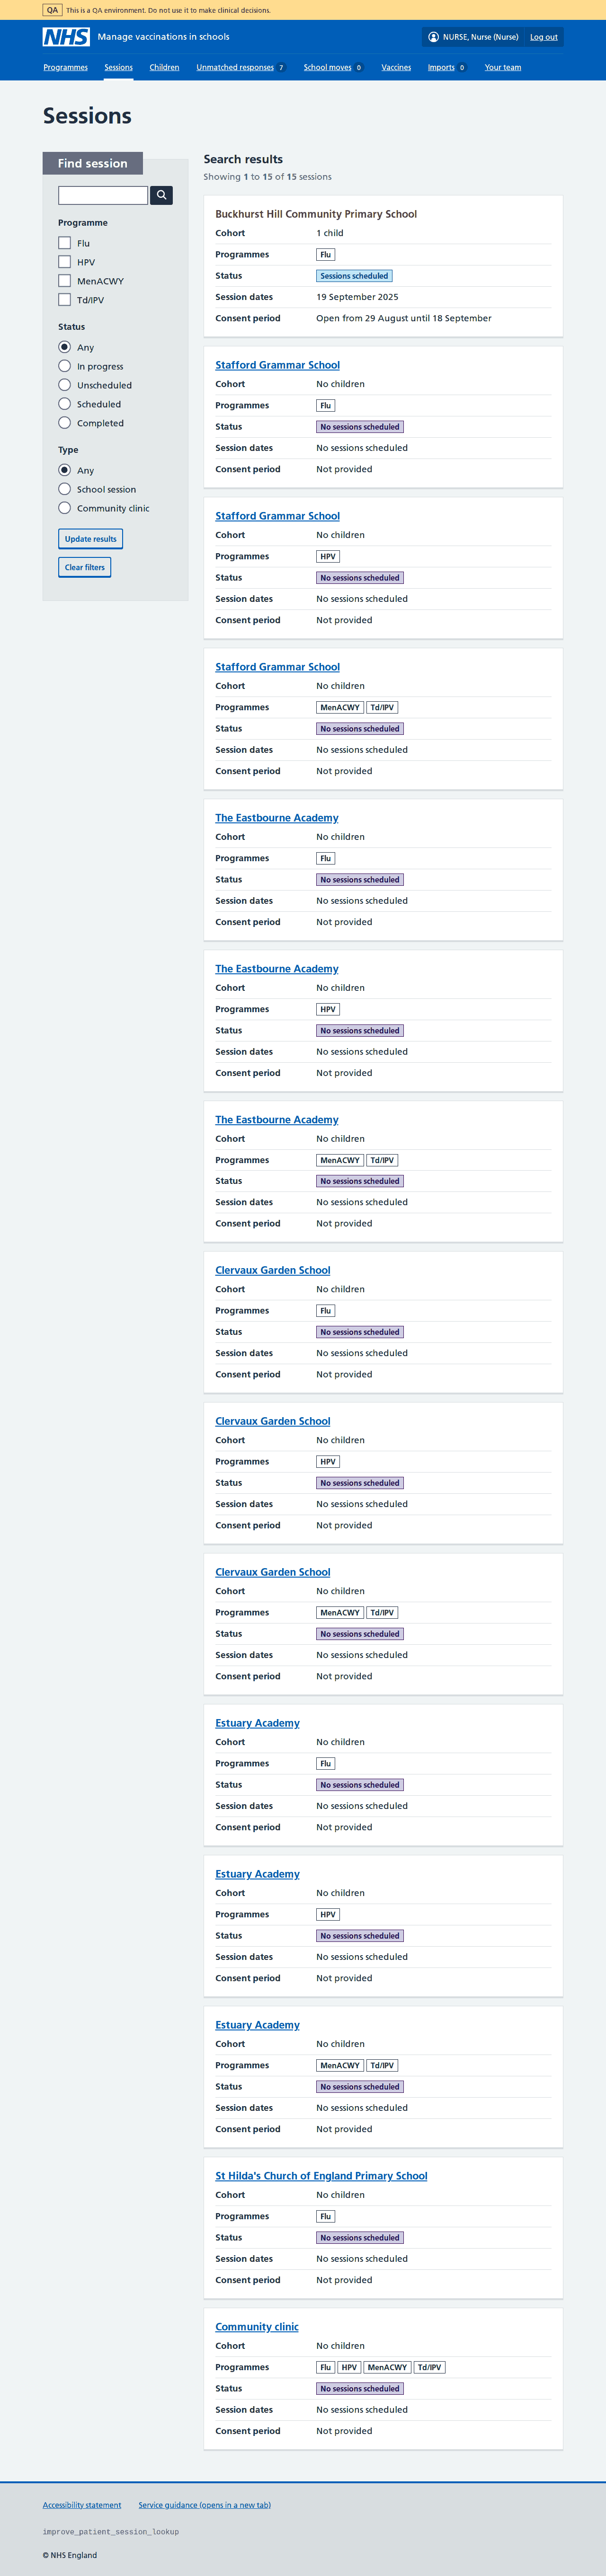 QA This is a QA environment. Do not use it to make clinical decisions.
NHS Manage vaccinations in schools
NURSE, Nurse (Nurse) Log out
Programmes Sessions Children Unmatched responses 7 School moves 0 Vaccines Imports 0 Your team
Sessions
Find session
Programme
Flu
HPV
MenACWY
Td/IPV
Status
Any
In progress
Unscheduled
Scheduled
Completed
Type
Any
School session
Community clinic
Update results
Clear filters
Search results
Showing 1 to 15 of 15 sessions
Buckhurst Hill Community Primary School
Cohort 1 child
Programmes Flu
Status Sessions scheduled
Session dates 19 September 2025
Consent period Open from 29 August until 18 September
Stafford Grammar School
Cohort No children
Programmes Flu
Status No sessions scheduled
Session dates No sessions scheduled
Consent period Not provided
Stafford Grammar School
Cohort No children
Programmes HPV
Status No sessions scheduled
Session dates No sessions scheduled
Consent period Not provided
Stafford Grammar School
Cohort No children
Programmes MenACWY Td/IPV
Status No sessions scheduled
Session dates No sessions scheduled
Consent period Not provided
The Eastbourne Academy
Cohort No children
Programmes Flu
Status No sessions scheduled
Session dates No sessions scheduled
Consent period Not provided
The Eastbourne Academy
Cohort No children
Programmes HPV
Status No sessions scheduled
Session dates No sessions scheduled
Consent period Not provided
The Eastbourne Academy
Cohort No children
Programmes MenACWY Td/IPV
Status No sessions scheduled
Session dates No sessions scheduled
Consent period Not provided
Clervaux Garden School
Cohort No children
Programmes Flu
Status No sessions scheduled
Session dates No sessions scheduled
Consent period Not provided
Clervaux Garden School
Cohort No children
Programmes HPV
Status No sessions scheduled
Session dates No sessions scheduled
Consent period Not provided
Clervaux Garden School
Cohort No children
Programmes MenACWY Td/IPV
Status No sessions scheduled
Session dates No sessions scheduled
Consent period Not provided
Estuary Academy
Cohort No children
Programmes Flu
Status No sessions scheduled
Session dates No sessions scheduled
Consent period Not provided
Estuary Academy
Cohort No children
Programmes HPV
Status No sessions scheduled
Session dates No sessions scheduled
Consent period Not provided
Estuary Academy
Cohort No children
Programmes MenACWY Td/IPV
Status No sessions scheduled
Session dates No sessions scheduled
Consent period Not provided
St Hilda's Church of England Primary School
Cohort No children
Programmes Flu
Status No sessions scheduled
Session dates No sessions scheduled
Consent period Not provided
Community clinic
Cohort No children
Programmes Flu HPV MenACWY Td/IPV
Status No sessions scheduled
Session dates No sessions scheduled
Consent period Not provided
Accessibility statement Service guidance (opens in a new tab)
improve_patient_session_lookup
© NHS England